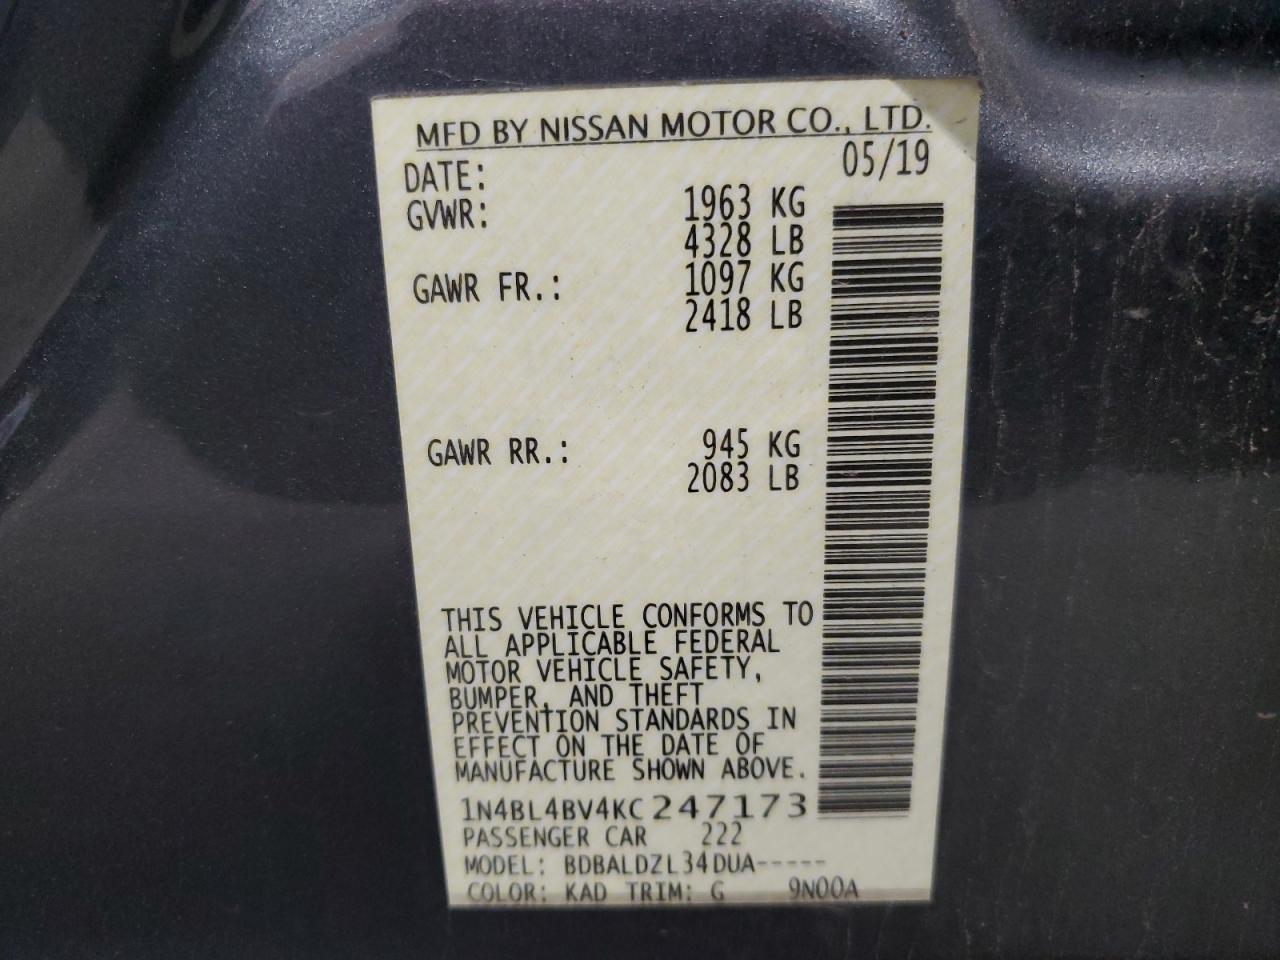 MFD BY NISSAN MOTOR CO., LTD.
DATE: 05/19
GVWR: 1963 KG
4328 LB
GAWR FR.: 1097 KG
2418 LB
GAWR RR.: 945 KG
2083 LB
THIS VEHICLE CONFORMS TO
ALL APPLICABLE FEDERAL
MOTOR VEHICLE SAFETY,
BUMPER, AND THEFT
PREVENTION STANDARDS IN
EFFECT ON THE DATE OF
MANUFACTURE SHOWN ABOVE.
1N4BL4BV4KC247173
PASSENGER CAR 222
MODEL: BDBALDZL34DUA-----
COLOR: KAD TRIM: G 9N00A